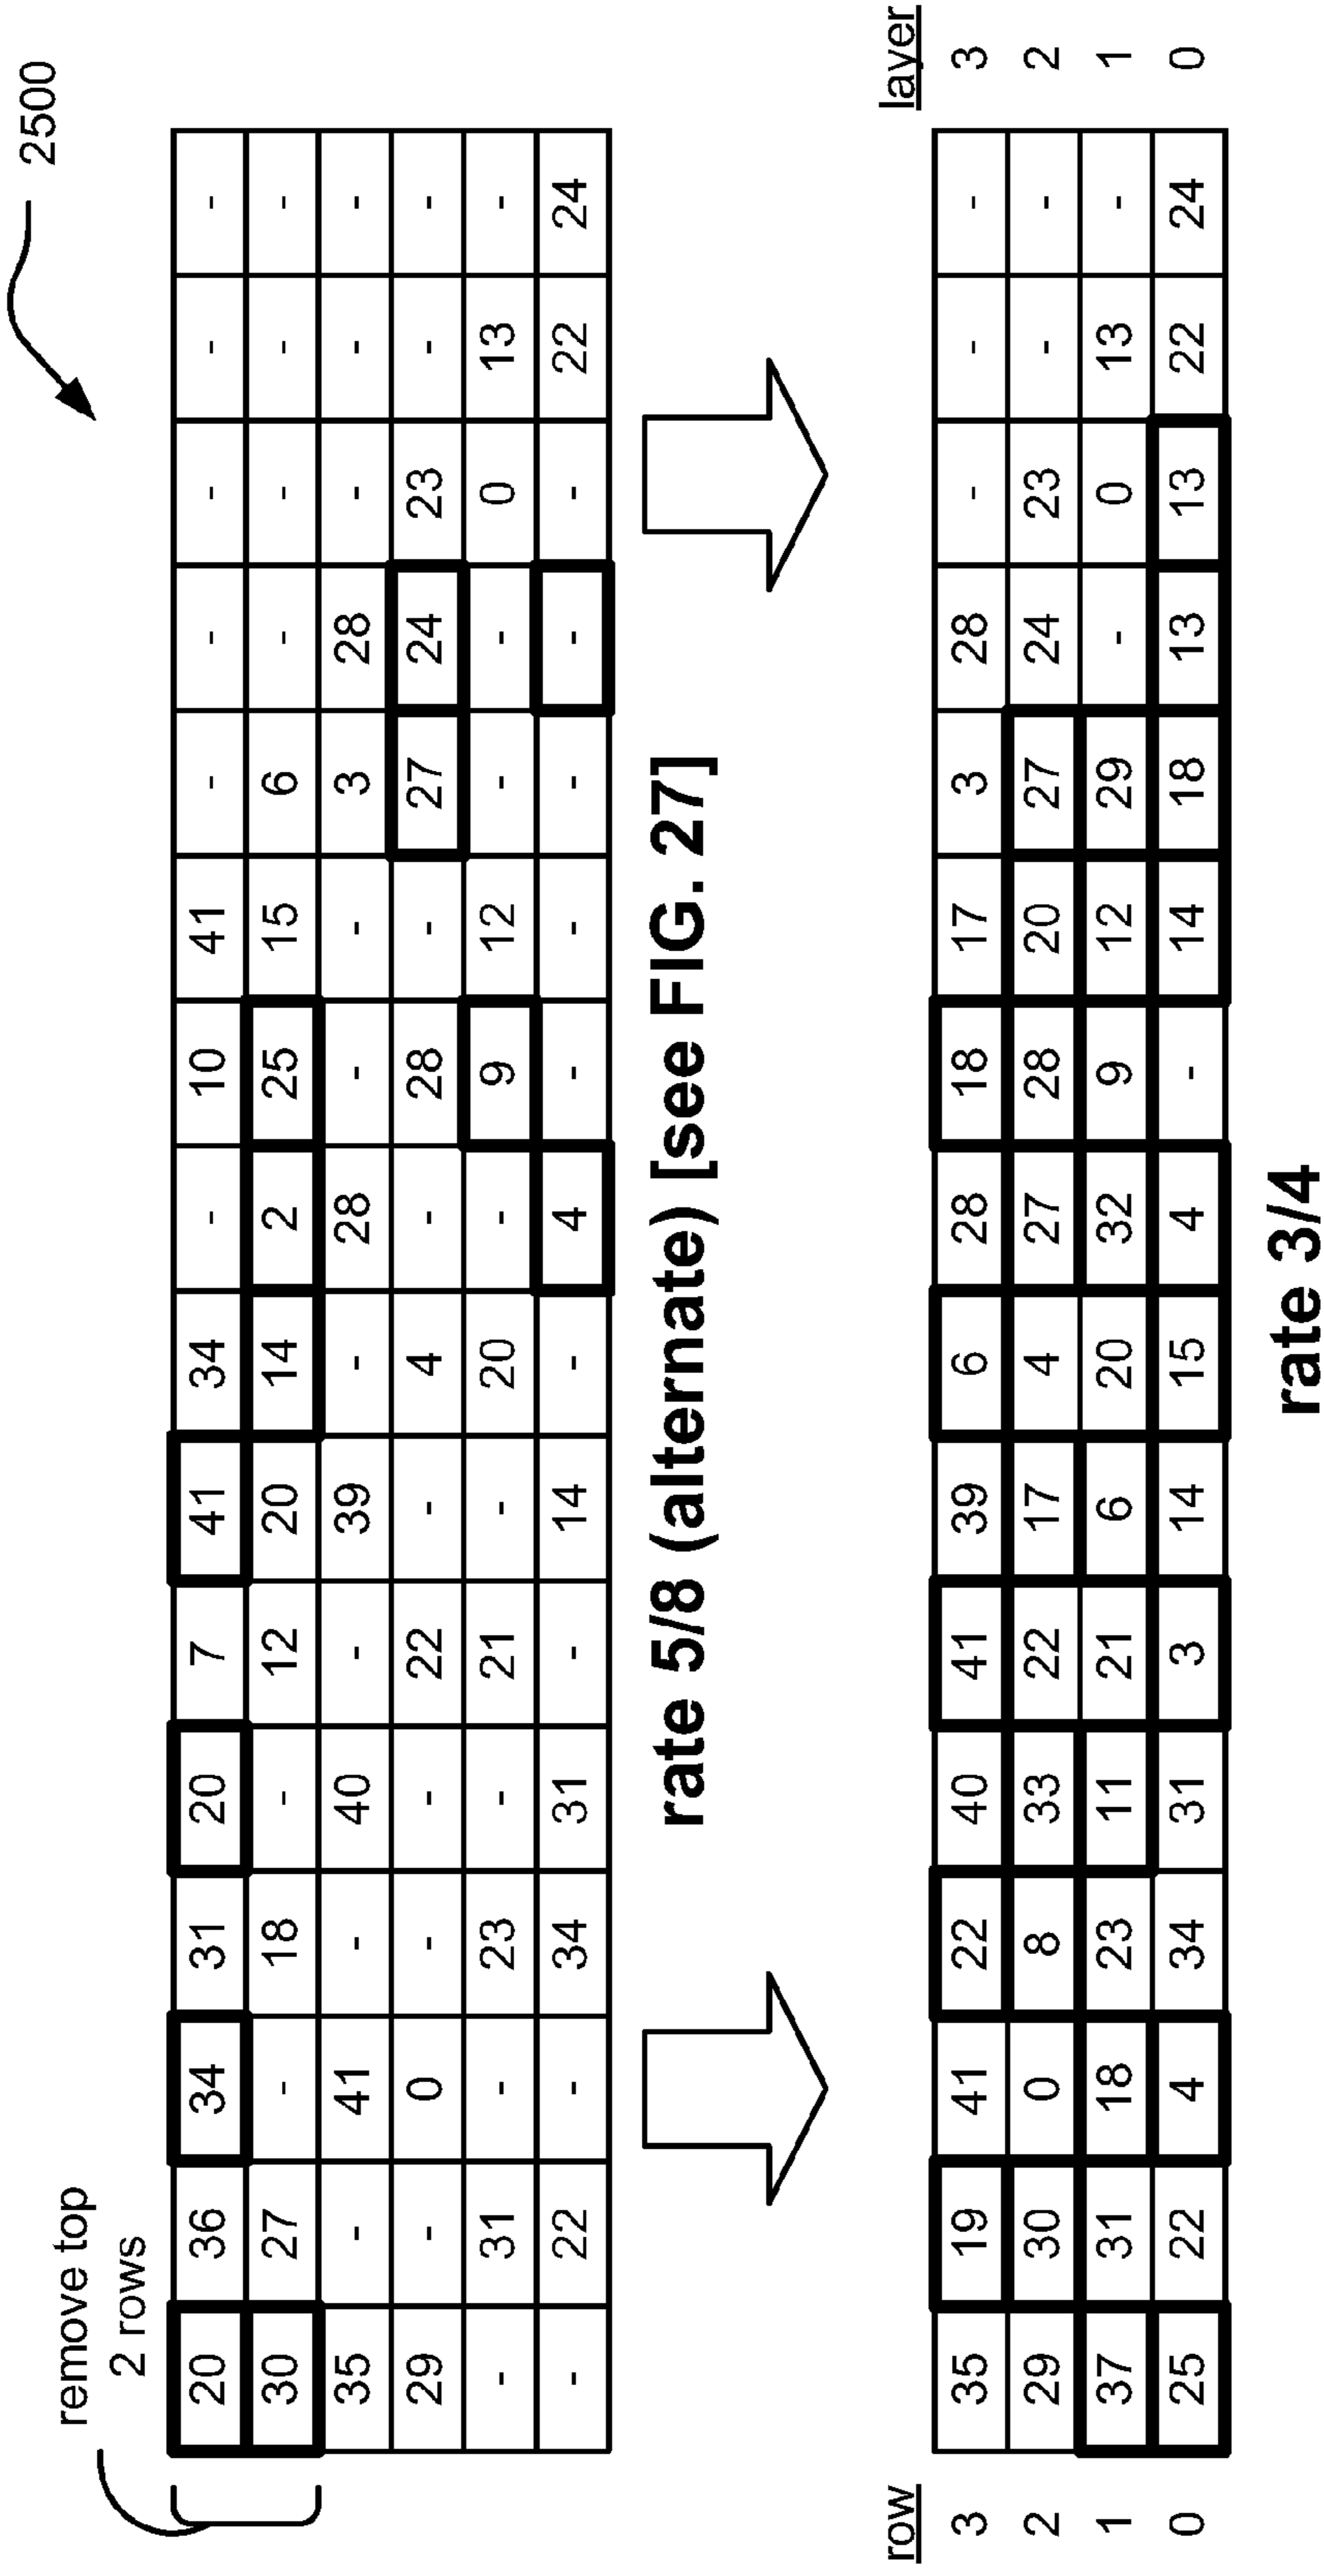 2500
remove top
2 rows
20 36 34 31 20 7 41 34 - 10 41 - - - - -
30 27 - 18 - 12 20 14 2 25 15 6 - - - -
35 - 41 - 40 - 39 - 28 - - 3 28 - - -
29 - 0 - - 22 - 4 - 28 - 27 24 23 - -
- 31 - 23 - 21 - 20 - 9 12 - - 0 13 -
- 22 - 34 31 - 14 - 4 - - - - - 22 24
rate 5/8 (alternate) [see FIG. 27]
row layer
3 35 19 41 22 40 41 39 6 28 18 17 3 28 - - - 3
2 29 30 0 8 33 22 17 4 27 28 20 27 24 23 - - 2
1 37 31 18 23 11 21 6 20 32 9 12 29 - 0 13 - 1
0 25 22 4 34 31 3 14 15 4 - 14 18 13 13 22 24 0
rate 3/4